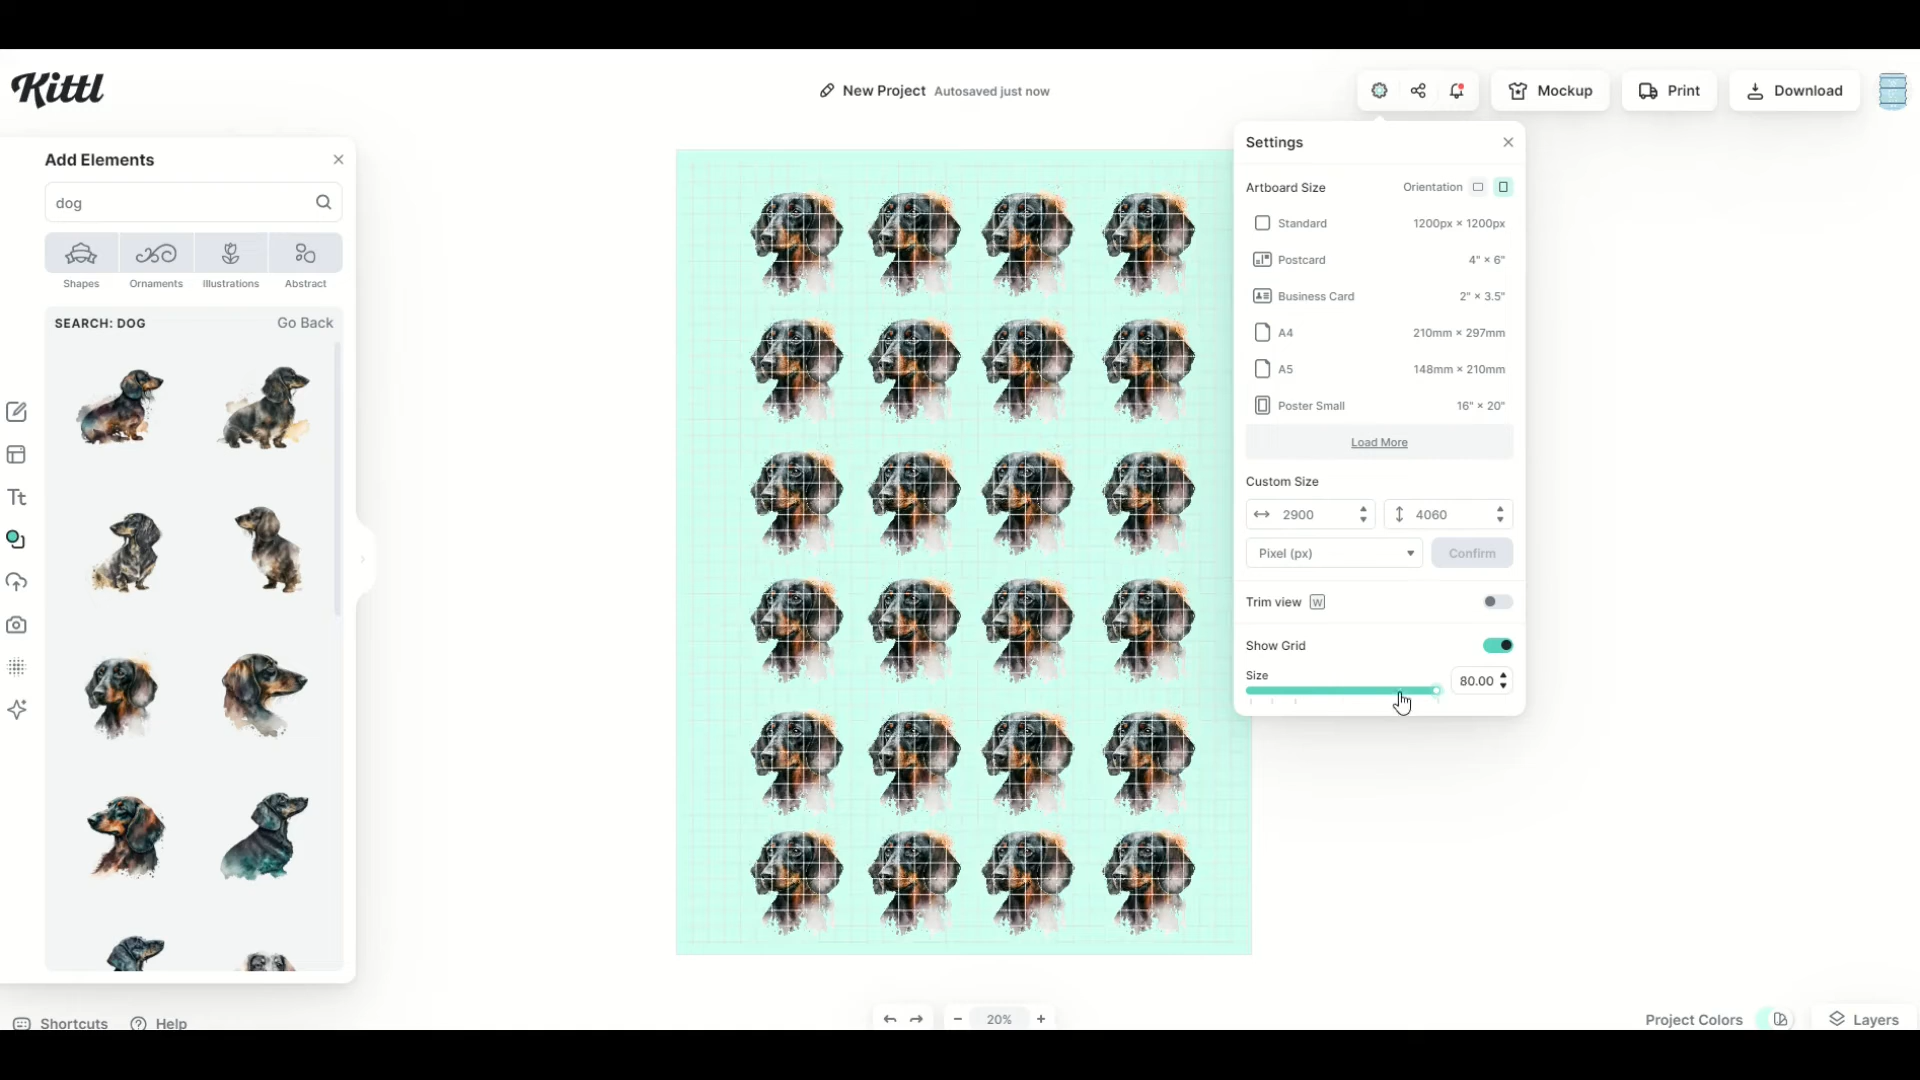 Kittl
New Project Autosaved just now
Mockup
Print
Download
Add Elements
dog
Shapes Ornaments Illustrations Abstract
SEARCH: DOG Go Back
Settings
Artboard Size Orientation
Standard 1200px × 1200px
Postcard 4" × 6"
Business Card 2" × 3.5"
A4 210mm × 297mm
A5 148mm × 210mm
Poster Small 16" × 20"
Load More
Custom Size
2900 4060
Pixel (px) Confirm
Trim view W
Show Grid
Size
80.00
Tt
Shortcuts Help
20%
Project Colors Layers